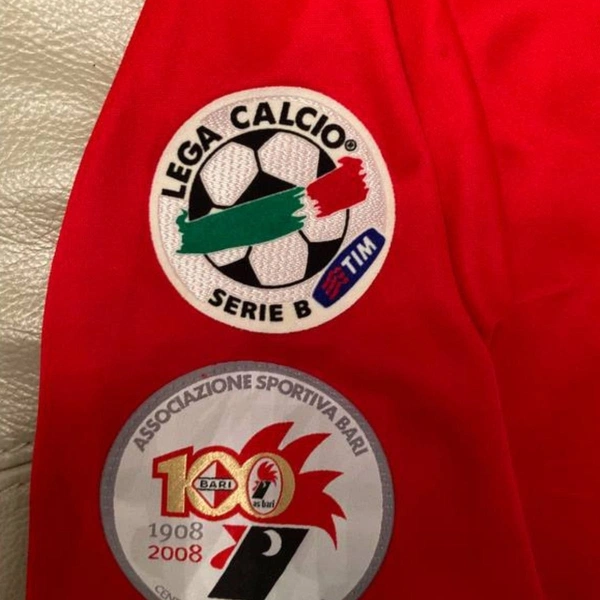 LEGA CALCIO®
TIM
SERIE B
ASSOCIAZIONE SPORTIVA BARI
100
BARI
as bari
1908
2008